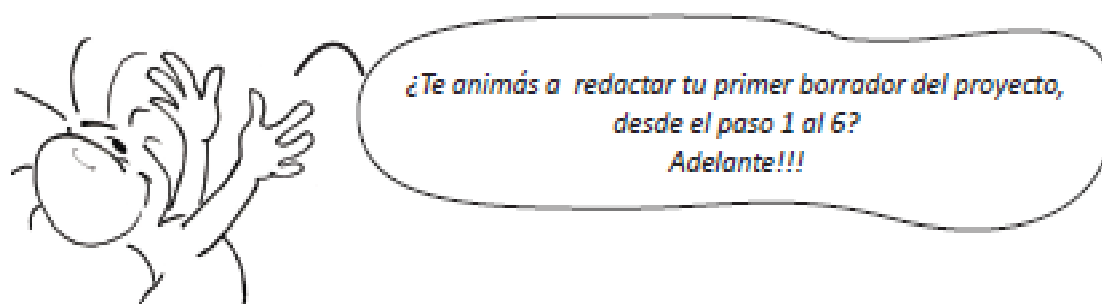 ¿Te animás a redactar tu primer borrador del proyecto,
desde el paso 1 al 6?
Adelante!!!